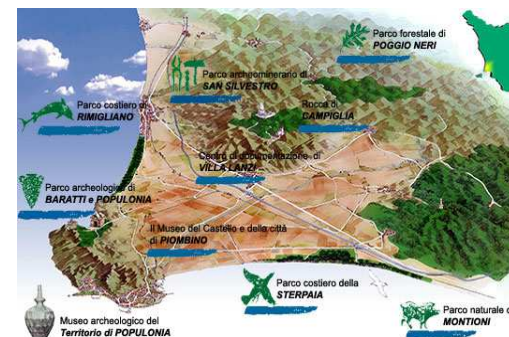 Parco forestale di
POGGIO NERI
Parco archeominerario di
SAN SILVESTRO
Parco costiero di
RIMIGLIANO
Rocca di
CAMPIGLIA
Centro di documentazione di
VILLA LANZI
Parco archeologico di
BARATTI e POPULONIA
Il Museo del Castello e della città
di PIOMBINO
Parco costiero della
STERPAIA
Parco naturale d
MONTIONI
Museo archeologico del
Territorio di POPULONIA